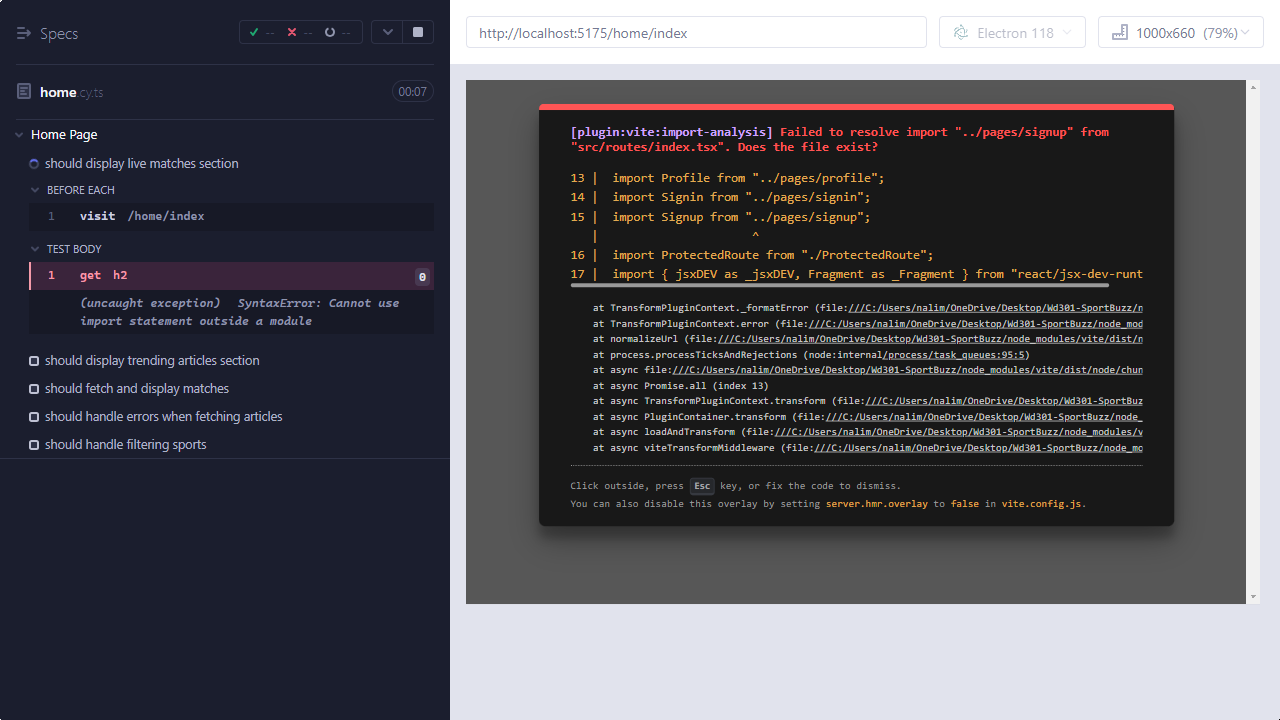 Specs
--
--
--
home.cy.ts
00:07
Home Page
should display live matches section
BEFORE EACH
1 visit /home/index
TEST BODY
1 get h2 0
(uncaught exception) SyntaxError: Cannot use
import statement outside a module
should display trending articles section
should fetch and display matches
should handle errors when fetching articles
should handle filtering sports
http://localhost:5175/home/index
Electron 118
1000x660 (79%)
[plugin:vite:import-analysis] Failed to resolve import "../pages/signup" from
"src/routes/index.tsx". Does the file exist?
13 | import Profile from "../pages/profile";
14 | import Signin from "../pages/signin";
15 | import Signup from "../pages/signup";
| ^
16 | import ProtectedRoute from "./ProtectedRoute";
17 | import { jsxDEV as _jsxDEV, Fragment as _Fragment } from "react/jsx-dev-runt
at TransformPluginContext._formatError (file:///C:/Users/nalim/OneDrive/Desktop/Wd301-SportBuzz/n
at TransformPluginContext.error (file:///C:/Users/nalim/OneDrive/Desktop/Wd301-SportBuzz/node_mod
at normalizeUrl (file:///C:/Users/nalim/OneDrive/Desktop/Wd301-SportBuzz/node_modules/vite/dist/n
at process.processTicksAndRejections (node:internal/process/task_queues:95:5)
at async file:///C:/Users/nalim/OneDrive/Desktop/Wd301-SportBuzz/node_modules/vite/dist/node/chun
at async Promise.all (index 13)
at async TransformPluginContext.transform (file:///C:/Users/nalim/OneDrive/Desktop/Wd301-SportBuz
at async PluginContainer.transform (file:///C:/Users/nalim/OneDrive/Desktop/Wd301-SportBuzz/node_
at async loadAndTransform (file:///C:/Users/nalim/OneDrive/Desktop/Wd301-SportBuzz/node_modules/v
at async viteTransformMiddleware (file:///C:/Users/nalim/OneDrive/Desktop/Wd301-SportBuzz/node_mo
Click outside, press Esc key, or fix the code to dismiss.
You can also disable this overlay by setting server.hmr.overlay to false in vite.config.js.